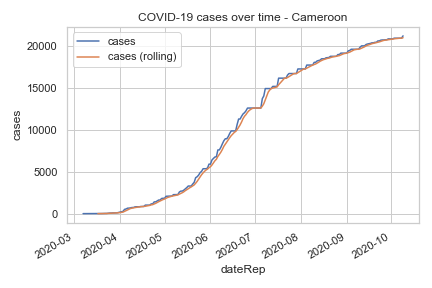 COVID-19 cases over time - Cameroon
cases
cases (rolling)
20000
15000
10000
5000
0
cases
2020-03
2020-04
2020-05
2020-06
2020-07
2020-08
2020-09
2020-10
dateRep